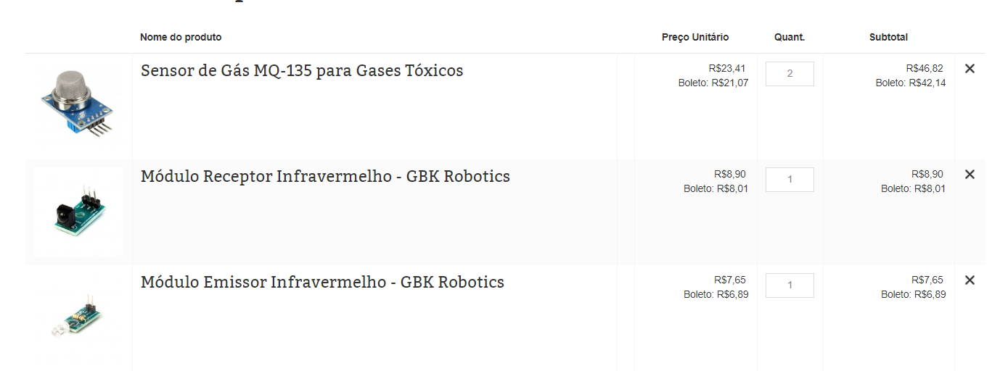 Nome do produto Preço Unitário Quant. Subtotal
Sensor de Gás MQ-135 para Gases Tóxicos R$23,41 2 R$46,82
Boleto: R$21,07 Boleto: R$42,14
Módulo Receptor Infravermelho - GBK Robotics R$8,90 1 R$8,90
Boleto: R$8,01 Boleto: R$8,01
Módulo Emissor Infravermelho - GBK Robotics R$7,65 1 R$7,65
Boleto: R$6,89 Boleto: R$6,89